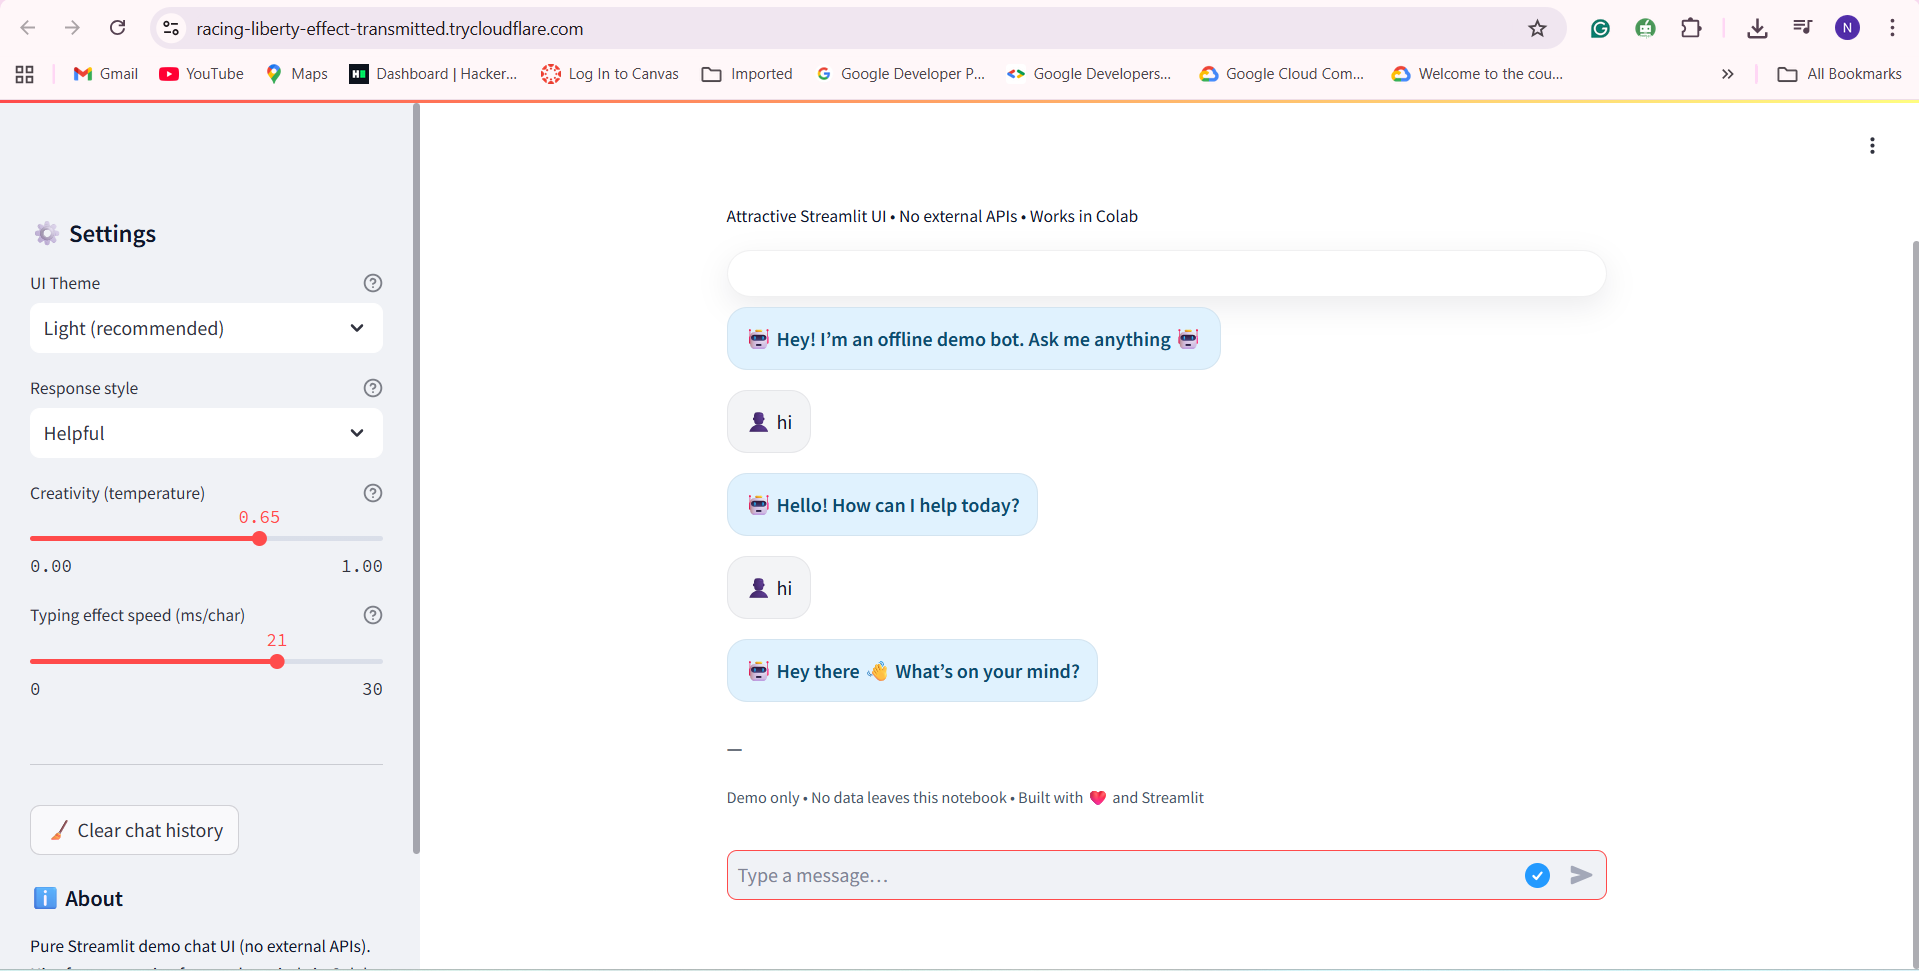 racing-liberty-effect-transmitted.trycloudflare.com
N
Gmail
YouTube
Maps
Dashboard | Hacker...
Log In to Canvas
Imported
Google Developer P...
Google Developers...
Google Cloud Com...
Welcome to the cou...
»
All Bookmarks
Settings
UI Theme
Light (recommended)
Response style
Helpful
Creativity (temperature)
0.65
0.00 1.00
Typing effect speed (ms/char)
21
0 30
Clear chat history
About
Pure Streamlit demo chat UI (no external APIs).
Attractive Streamlit UI • No external APIs • Works in Colab
Hey! I’m an offline demo bot. Ask me anything
hi
Hello! How can I help today?
hi
Hey there 👋 What’s on your mind?
—
Demo only • No data leaves this notebook • Built with ❤️ and Streamlit
Type a message…